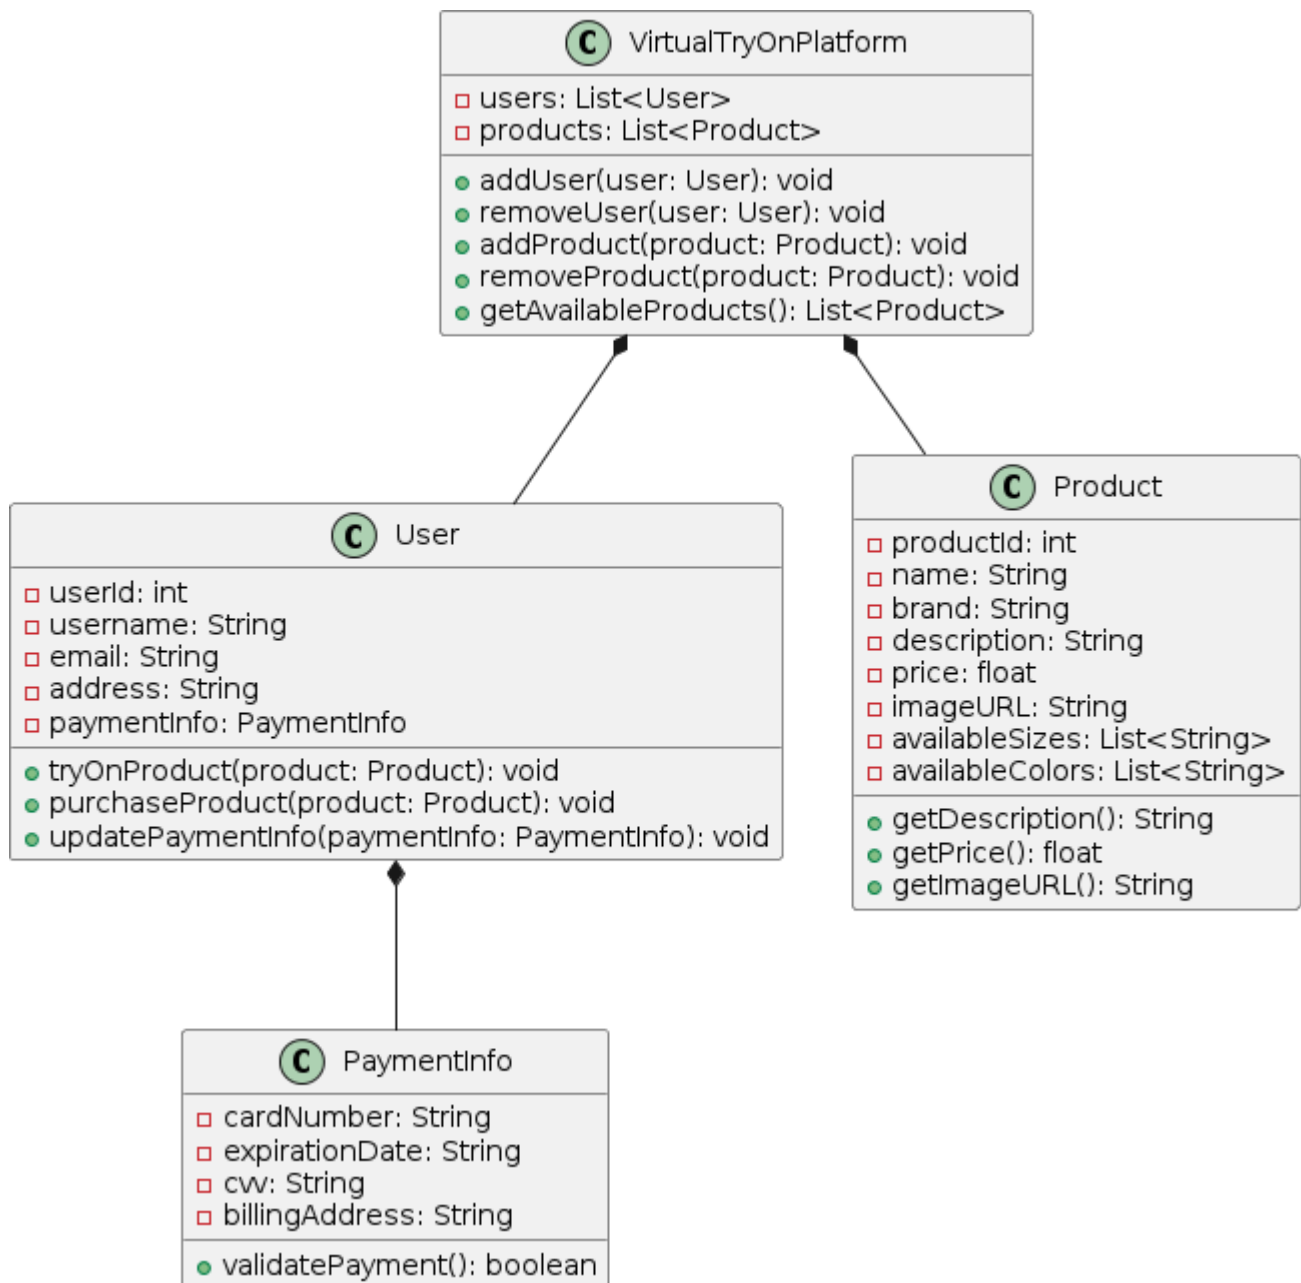 C VirtualTryOnPlatform
users: List<User>
products: List<Product>
addUser(user: User): void
removeUser(user: User): void
addProduct(product: Product): void
removeProduct(product: Product): void
getAvailableProducts(): List<Product>
C User
userId: int
username: String
email: String
address: String
paymentInfo: PaymentInfo
tryOnProduct(product: Product): void
purchaseProduct(product: Product): void
updatePaymentInfo(paymentInfo: PaymentInfo): void
C Product
productId: int
name: String
brand: String
description: String
price: float
imageURL: String
availableSizes: List<String>
availableColors: List<String>
getDescription(): String
getPrice(): float
getImageURL(): String
C PaymentInfo
cardNumber: String
expirationDate: String
cvv: String
billingAddress: String
validatePayment(): boolean